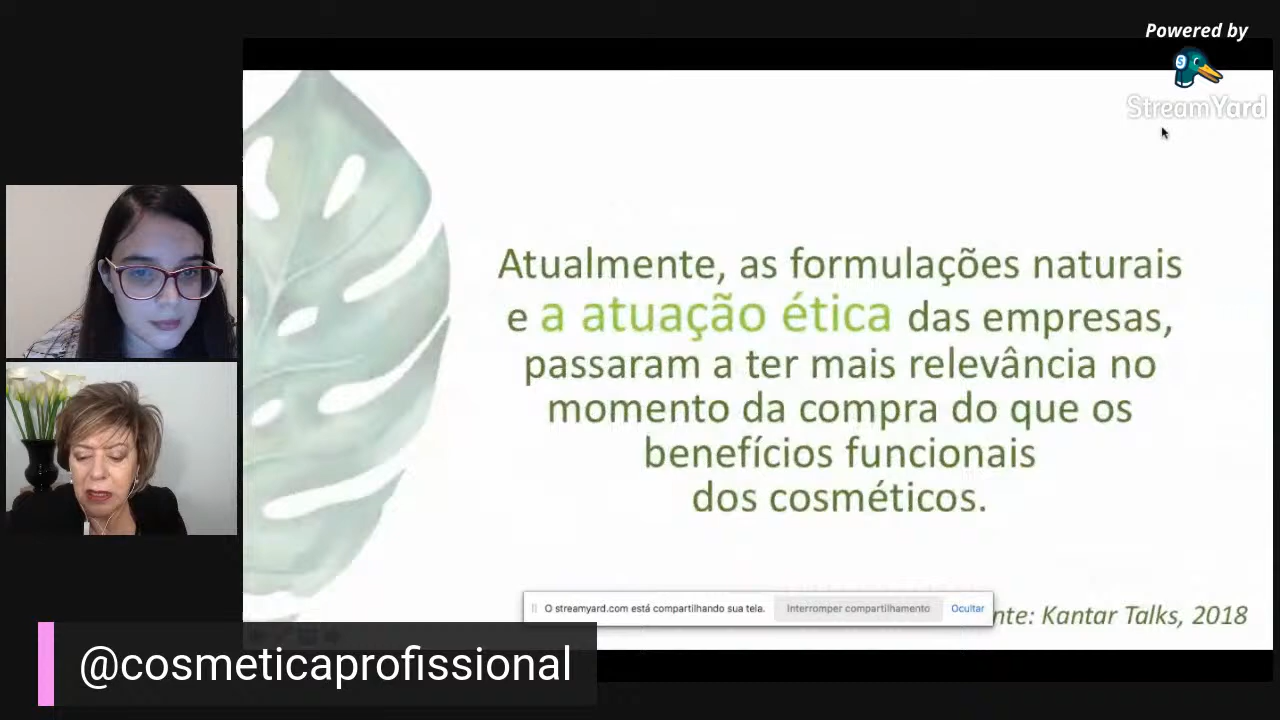 Powered by
StreamYard
Atualmente, as formulações naturais
e a atuação ética das empresas,
passaram a ter mais relevância no
momento da compra do que os
benefícios funcionais
dos cosméticos.
O streamyard.com está compartilhando sua tela.
Interromper compartilhamento
Ocultar
nte: Kantar Talks, 2018
@cosmeticaprofissional